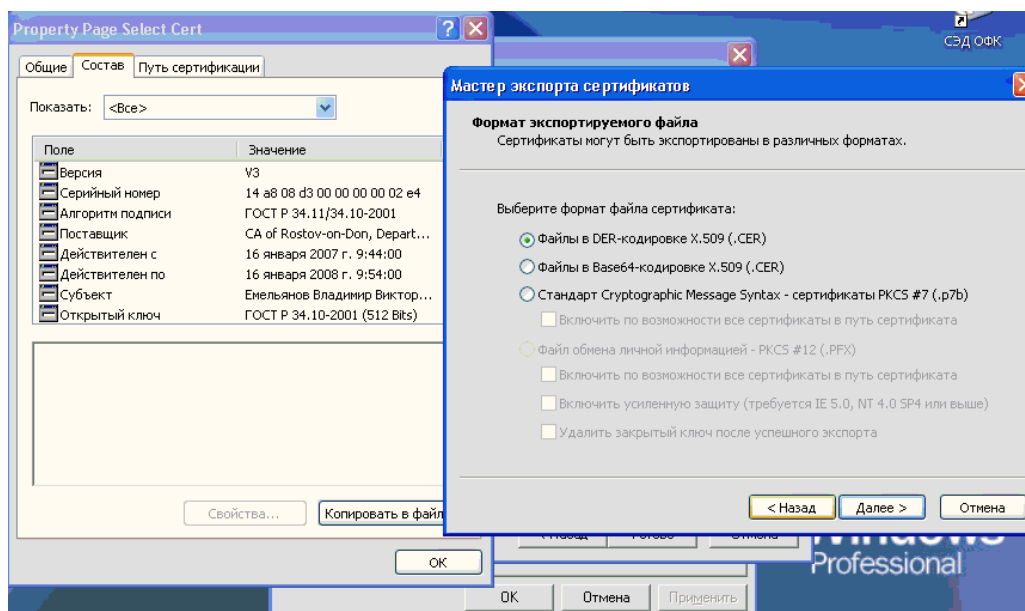 Property Page Select Cert
Общие Состав Путь сертификации
Показать: <Все>
Поле Значение
Версия V3
Серийный номер 14 a8 08 d3 00 00 00 00 02 e4
Алгоритм подписи ГОСТ Р 34.11/34.10-2001
Поставщик CA of Rostov-on-Don, Depart...
Действителен с 16 января 2007 г. 9:44:00
Действителен по 16 января 2008 г. 9:54:00
Субъект Емельянов Владимир Виктор...
Открытый ключ ГОСТ Р 34.10-2001 (512 Bits)
Свойства... Копировать в файл
OK
СЭД ОФК
Мастер экспорта сертификатов
Формат экспортируемого файла
Сертификаты могут быть экспортированы в различных форматах.
Выберите формат файла сертификата:
Файлы в DER-кодировке X.509 (.CER)
Файлы в Base64-кодировке X.509 (.CER)
Стандарт Cryptographic Message Syntax - сертификаты PKCS #7 (.p7b)
Включить по возможности все сертификаты в путь сертификата
Файл обмена личной информацией - PKCS #12 (.PFX)
Включить по возможности все сертификаты в путь сертификата
Включить усиленную защиту (требуется IE 5.0, NT 4.0 SP4 или выше)
Удалить закрытый ключ после успешного экспорта
< Назад Далее > Отмена
Windows
Professional
OK Отмена Применить